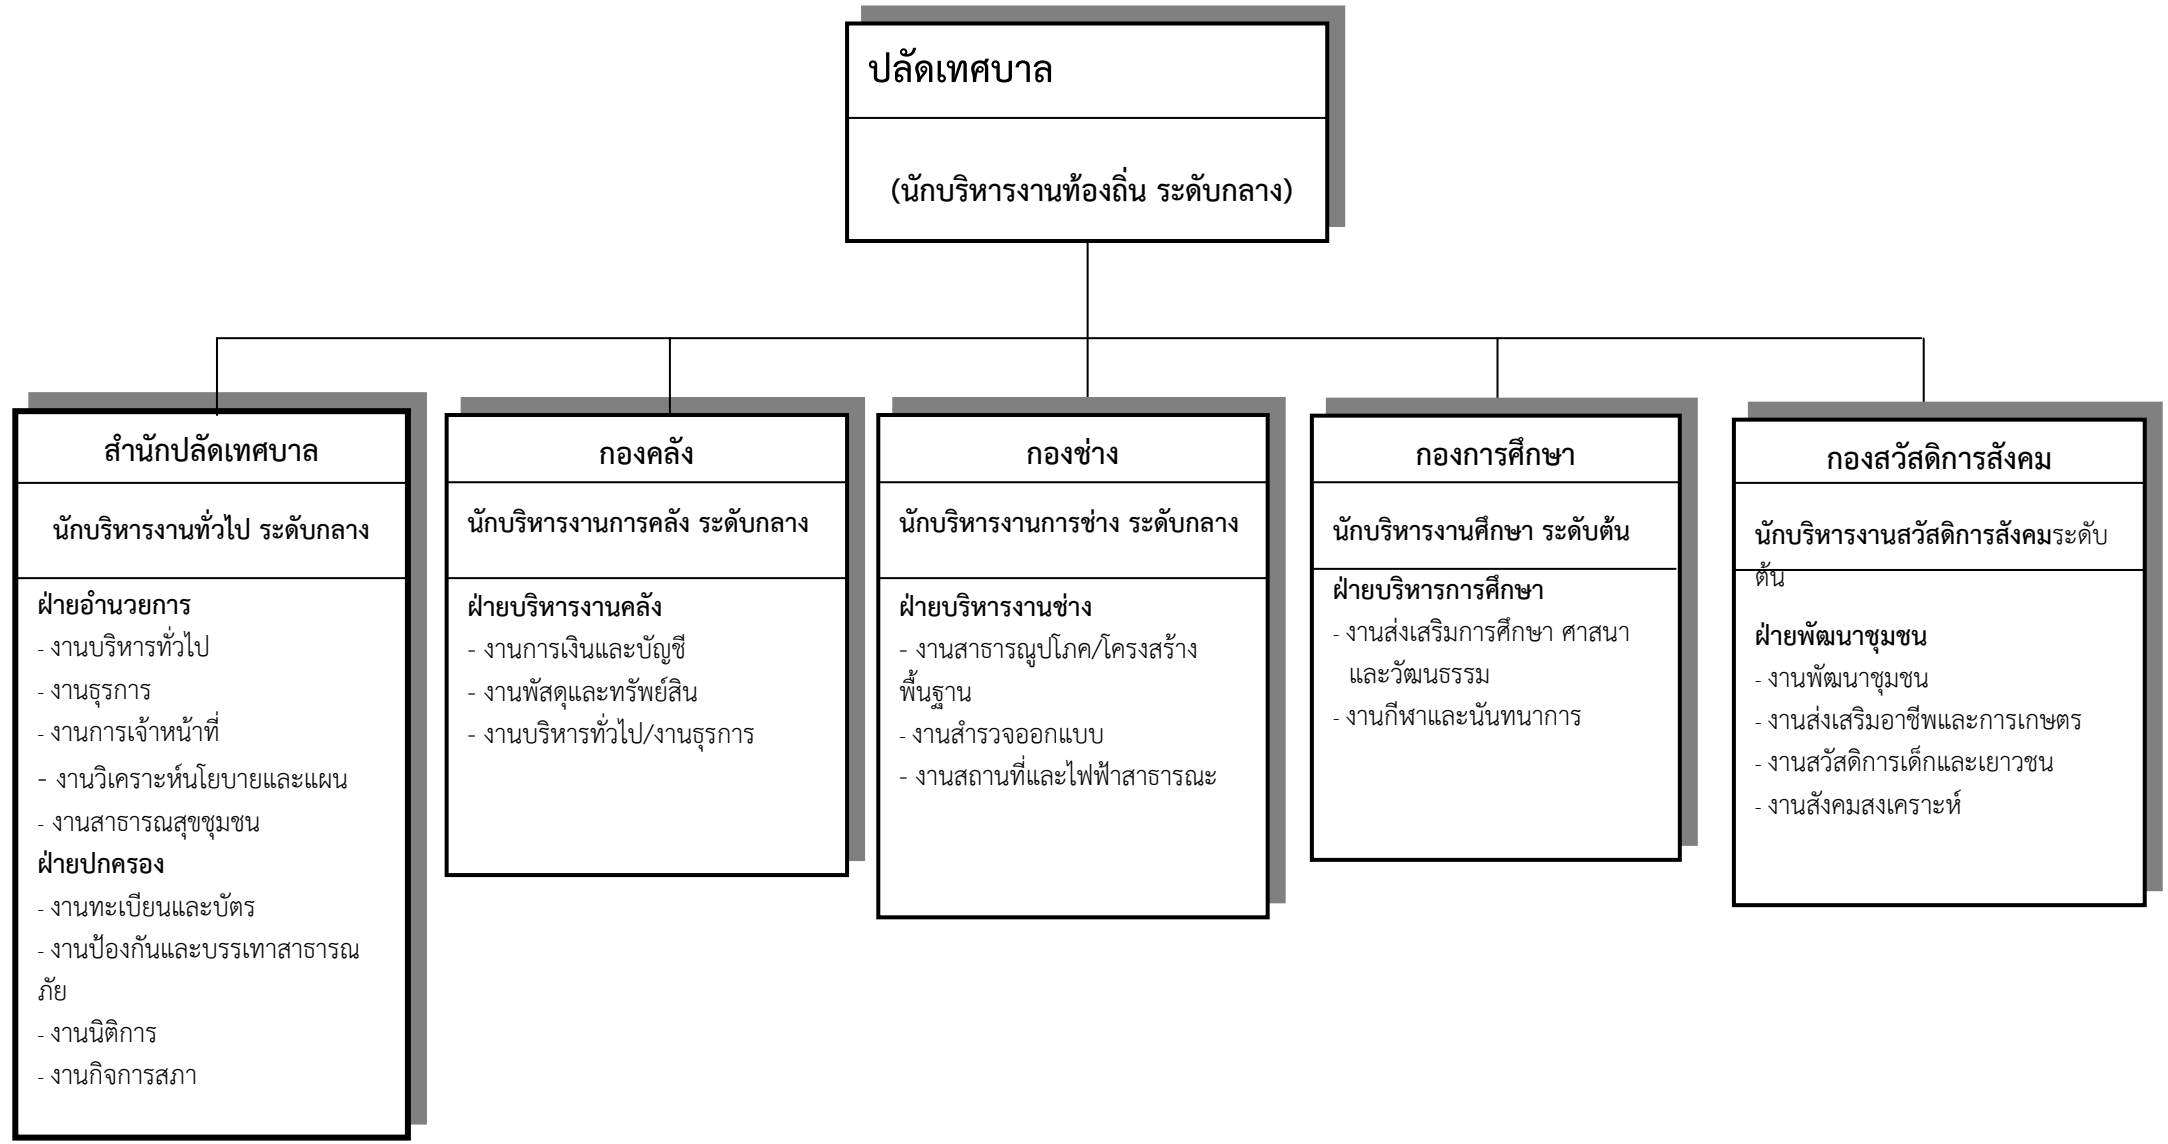 ปลัดเทศบาล
(นักบริหารงานท้องถิ่น ระดับกลาง)
สำนักปลัดเทศบาล
นักบริหารงานทั่วไป ระดับกลาง
ฝ่ายอำนวยการ
- งานบริหารทั่วไป
- งานธุรการ
- งานการเจ้าหน้าที่
- งานวิเคราะห์นโยบายและแผน
- งานสาธารณสุขชุมชน
ฝ่ายปกครอง
- งานทะเบียนและบัตร
- งานป้องกันและบรรเทาสาธารณ
ภัย
- งานนิติการ
- งานกิจการสภา
กองคลัง
นักบริหารงานการคลัง ระดับกลาง
ฝ่ายบริหารงานคลัง
- งานการเงินและบัญชี
- งานพัสดุและทรัพย์สิน
- งานบริหารทั่วไป/งานธุรการ
กองช่าง
นักบริหารงานการช่าง ระดับกลาง
ฝ่ายบริหารงานช่าง
- งานสาธารณูปโภค/โครงสร้าง
พื้นฐาน
- งานสำรวจออกแบบ
- งานสถานที่และไฟฟ้าสาธารณะ
กองการศึกษา
นักบริหารงานศึกษา ระดับต้น
ฝ่ายบริหารการศึกษา
- งานส่งเสริมการศึกษา ศาสนา
และวัฒนธรรม
- งานกีฬาและนันทนาการ
กองสวัสดิการสังคม
นักบริหารงานสวัสดิการสังคมระดับ
ต้น
ฝ่ายพัฒนาชุมชน
- งานพัฒนาชุมชน
- งานส่งเสริมอาชีพและการเกษตร
- งานสวัสดิการเด็กและเยาวชน
- งานสังคมสงเคราะห์